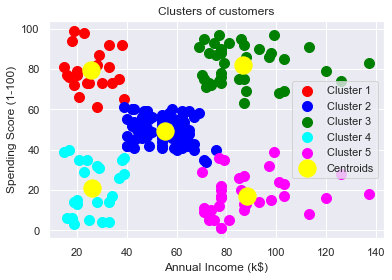 Clusters of customers
Spending Score (1-100)
100
80
60
40
20
0
Cluster 1
Cluster 2
Cluster 3
Cluster 4
Cluster 5
Centroids
20 40 60 80 100 120 140
Annual Income (k$)